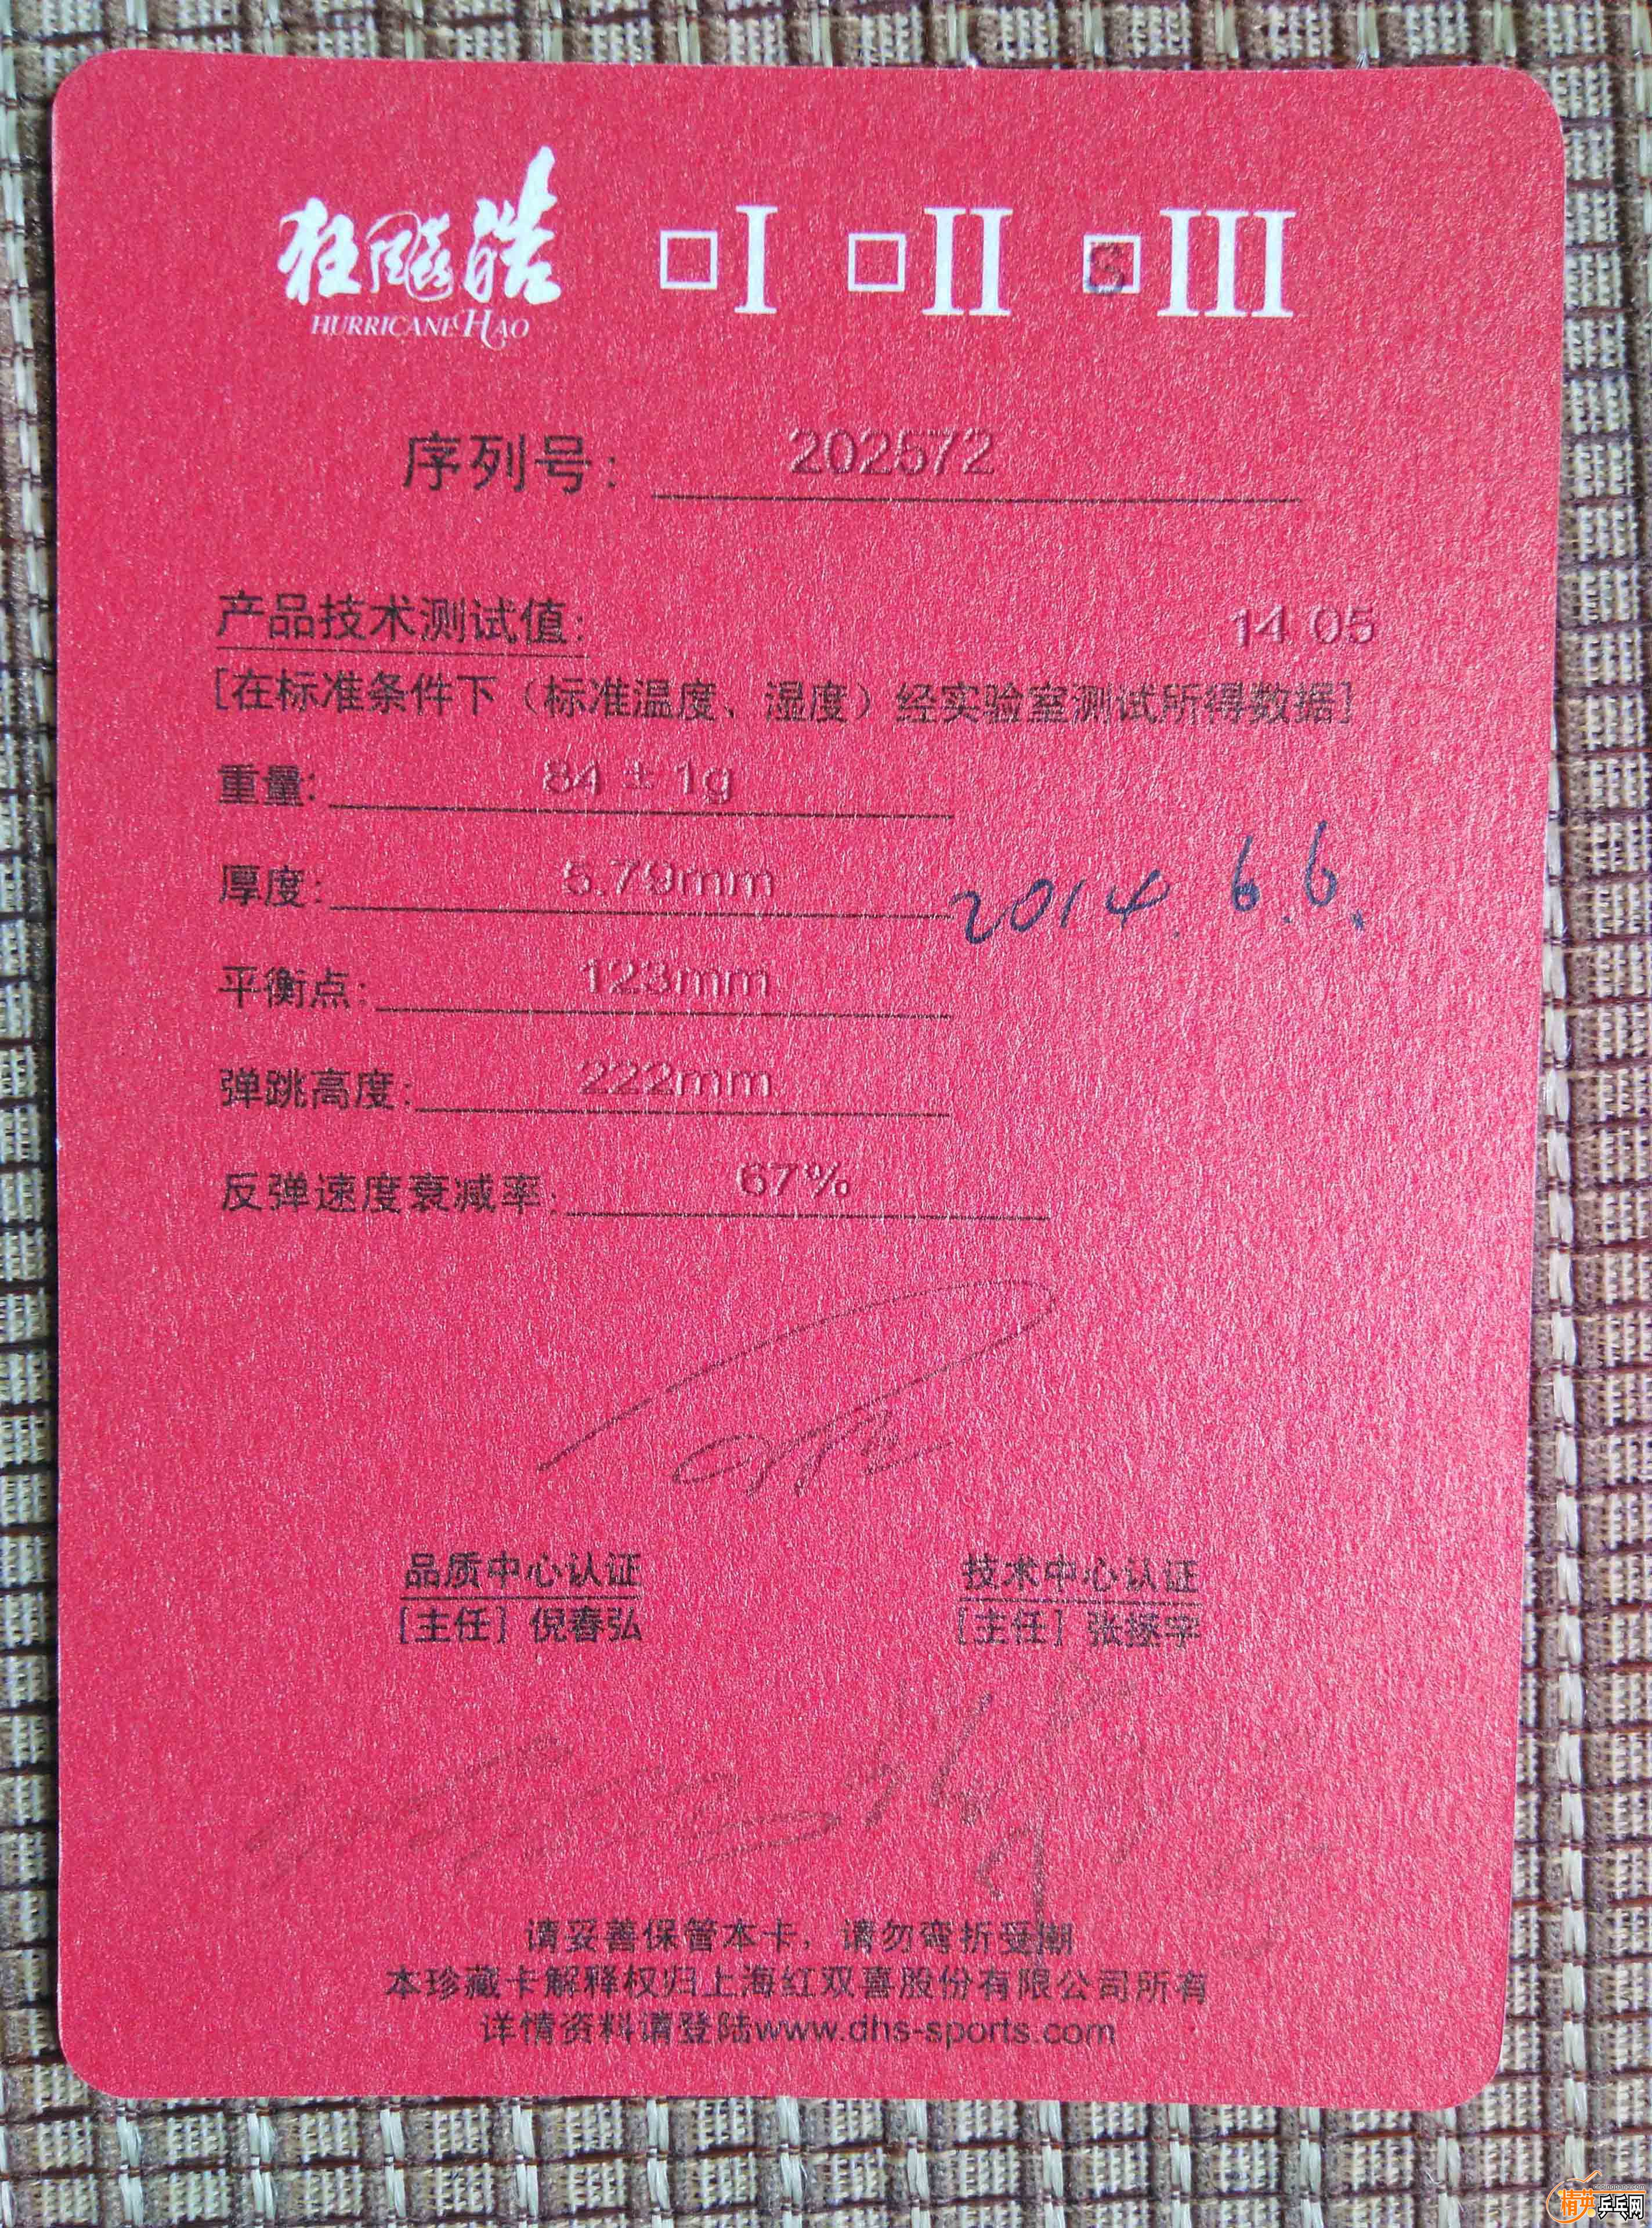 狂飚皓 □I □II □III
S
HURRICANE HAO
序列号: 202572
产品技术测试值: 14 05
[在标准条件下（标准温度、湿度）经实验室测试所得数据]
重量: 84 ± 1g
厚度: 5.79mm
2014.6.6.
平衡点: 123mm
弹跳高度: 222mm
反弹速度衰减率: 67%
品质中心认证 技术中心认证
[主任] 倪春弘 [主任] 张
请妥善保管本卡，请勿弯折受潮
本珍藏卡解释权归上海红双喜股份有限公司所有
详情资料请登陆www.dhs-sports.com
精英乒乓网